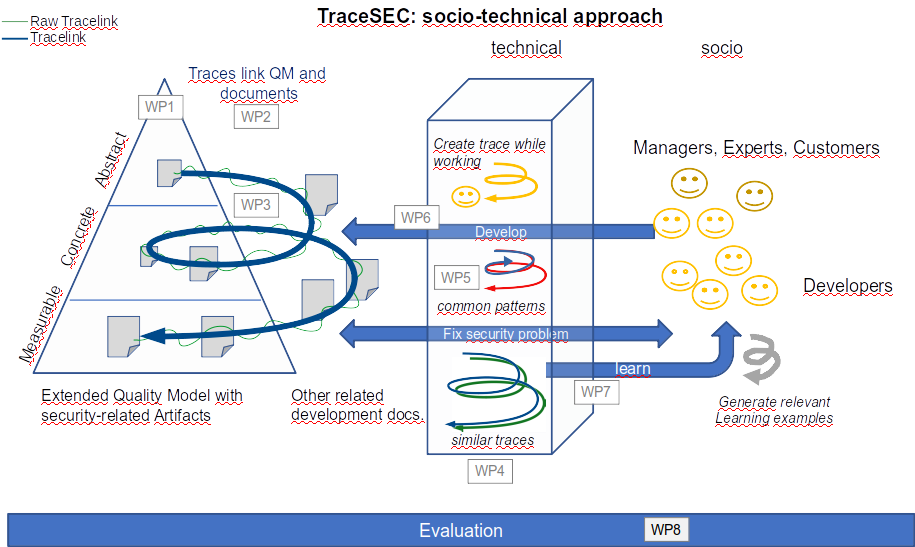 TraceSEC: socio-technical approach
Raw Tracelink
Tracelink
technical
socio
Traces link QM and
documents
WP1
WP2
Abstract
Concrete
Measurable
WP3
Create trace while
working
Managers, Experts, Customers
WP6
Develop
WP5
common patterns
Developers
Fix security problem
learn
WP7
Extended Quality Model with
security-related Artifacts
Other related
development docs.
similar traces
Generate relevant
Learning examples
WP4
Evaluation
WP8